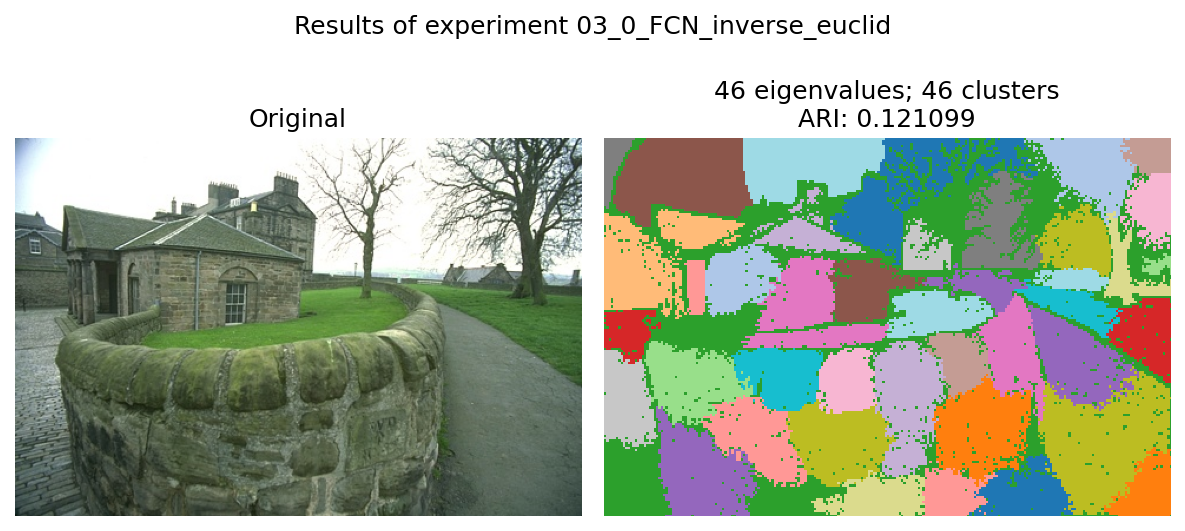 Results of experiment 03_0_FCN_inverse_euclid
Original
46 eigenvalues; 46 clusters
ARI: 0.121099